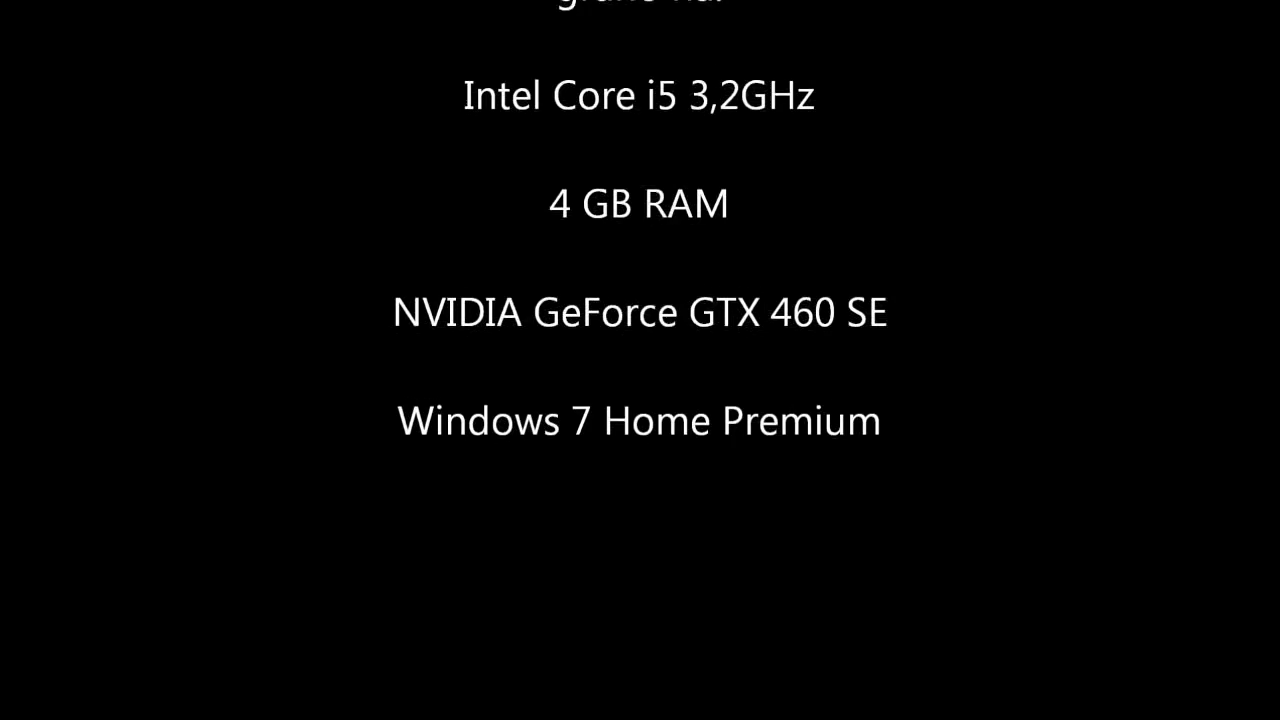 Intel Core i5 3,2GHz
4 GB RAM
NVIDIA GeForce GTX 460 SE
Windows 7 Home Premium